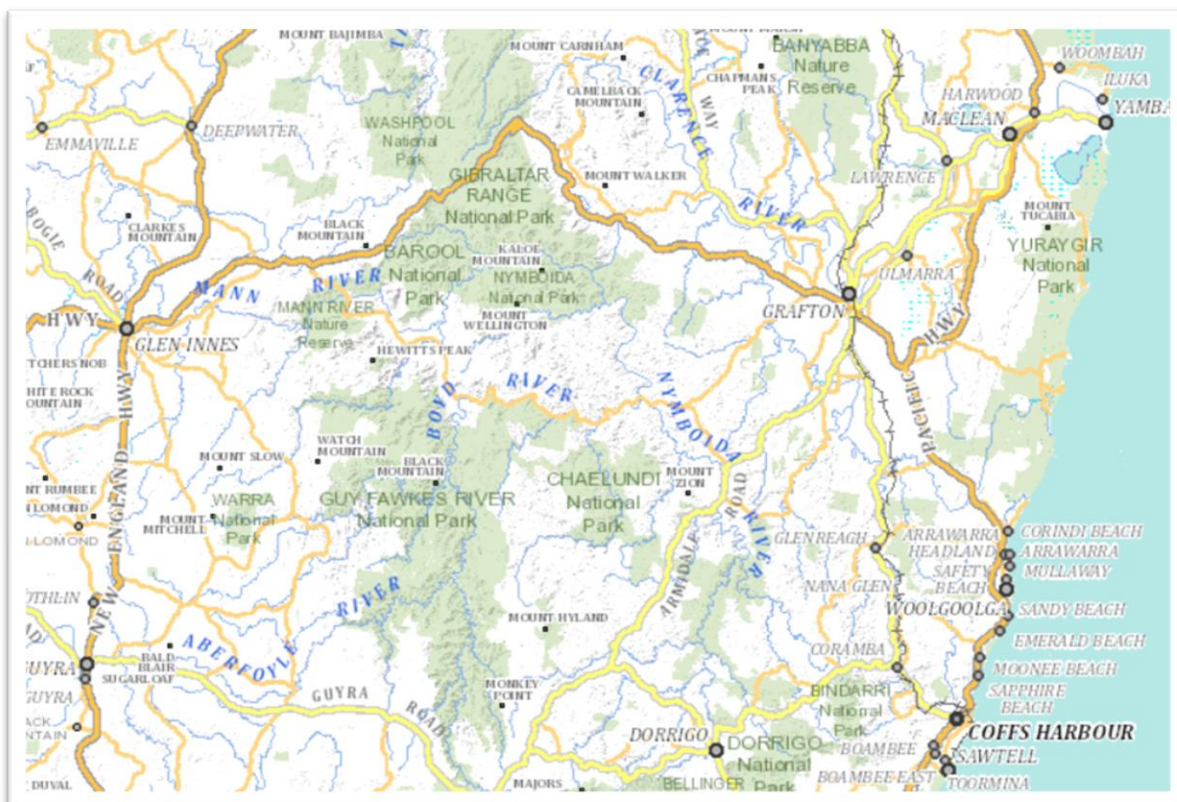 MOUNT BAJIMBA
MOUNT CARNHAM
BANYABBA
Nature
Reserve
WOOMBAH
ILUKA
YAMBA
HARWOOD
MACLEAN
CHAPMANS
PEAK
CAMELBACK
MOUNTAIN
CLARENCE
WAY
EMMAVILLE
DEEPWATER
WASHPOOL
National
Park
LAWRENCE
GIBRALTAR
RANGE
National Park
MOUNT WALKER
RIVER
MOUNT
TUCABIA
YURAYGIR
National
Park
CLARKES
MOUNTAIN
BLACK
MOUNTAIN
BAROOL
National
Park
KALOE
MOUNTAIN
NYMBOIDA
National Park
ULMARRA
BOGIE
ROAD
MANN
RIVER
MANN RIVER
Nature
Reserve
MOUNT
WELLINGTON
GRAFTON
HWY
GLEN INNES
HWY
PACIFIC
HEWITTS PEAK
BOYD
RIVER
NYMBOIDA
RIVER
NEW ENGLAND HWY
WATCH
MOUNTAIN
MOUNT SLOW
BLACK
MOUNTAIN
CHAELUNDI
National
Park
MOUNT
ZION
WARRA
National
Park
GUY FAWKES RIVER
National Park
MOUNT
MITCHELL
ARMIDALE
ROAD
GLENREAGH
ARRAWARRA
HEADLAND
CORINDI BEACH
ARRAWARRA
MULLAWAY
SAFETY
BEACH
NANA GLEN
WOOLGOOLGA
SANDY BEACH
EMERALD BEACH
MOUNT HYLAND
ABERFOYLE
RIVER
CORAMBA
MOONEE BEACH
SAPPHIRE
BEACH
GUYRA
BALD
BLAIR
SUGARLOAF
GUYRA
GUYRA
ROAD
MONKEY
POINT
BINDARRI
National
Park
COFFS HARBOUR
DORRIGO
DORRIGO
National
Park
BOAMBEE
SAWTELL
BOAMBEE EAST
TOORMINA
DUVAL
MAJORS
BELLINGER